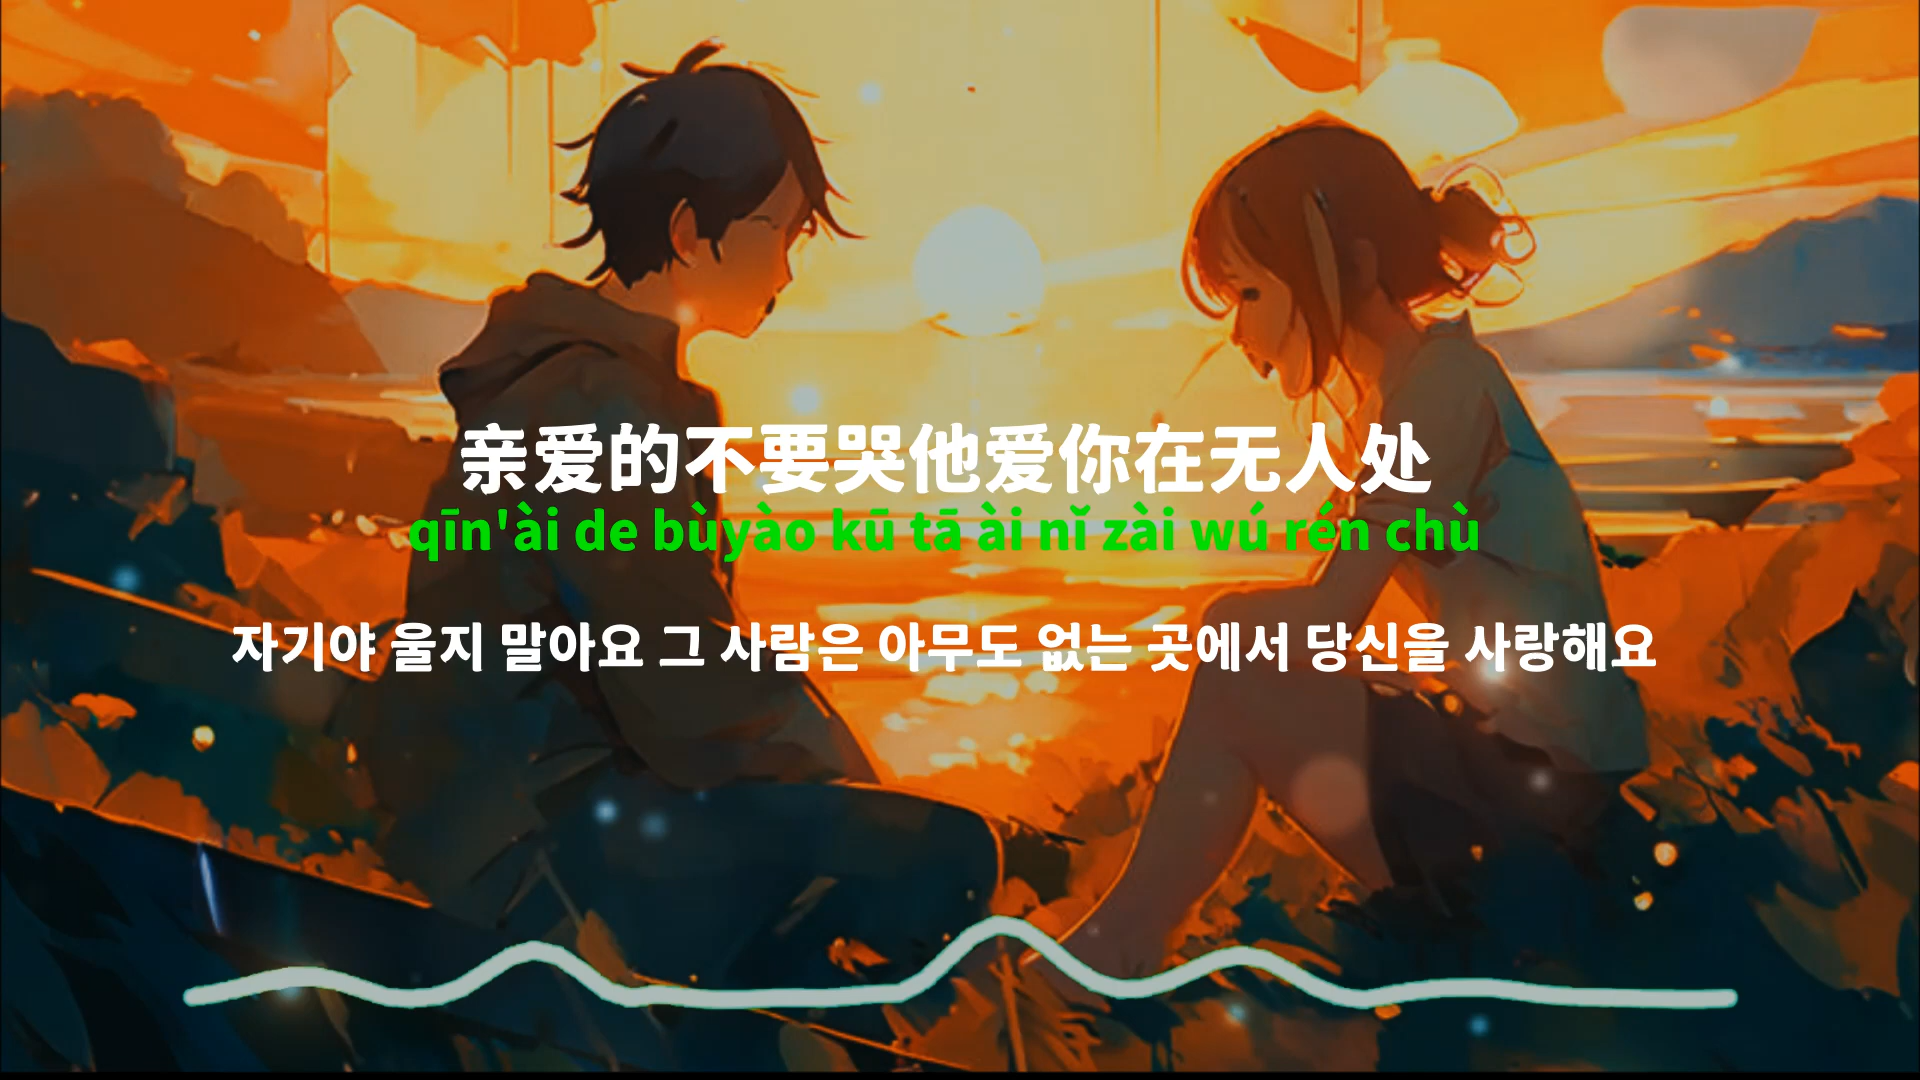 亲爱的不要哭他爱你在无人处
qīn'ài de bùyào kū tā ài nǐ zài wú rén chù
자기야 울지 말아요 그 사람은 아무도 없는 곳에서 당신을 사랑해요